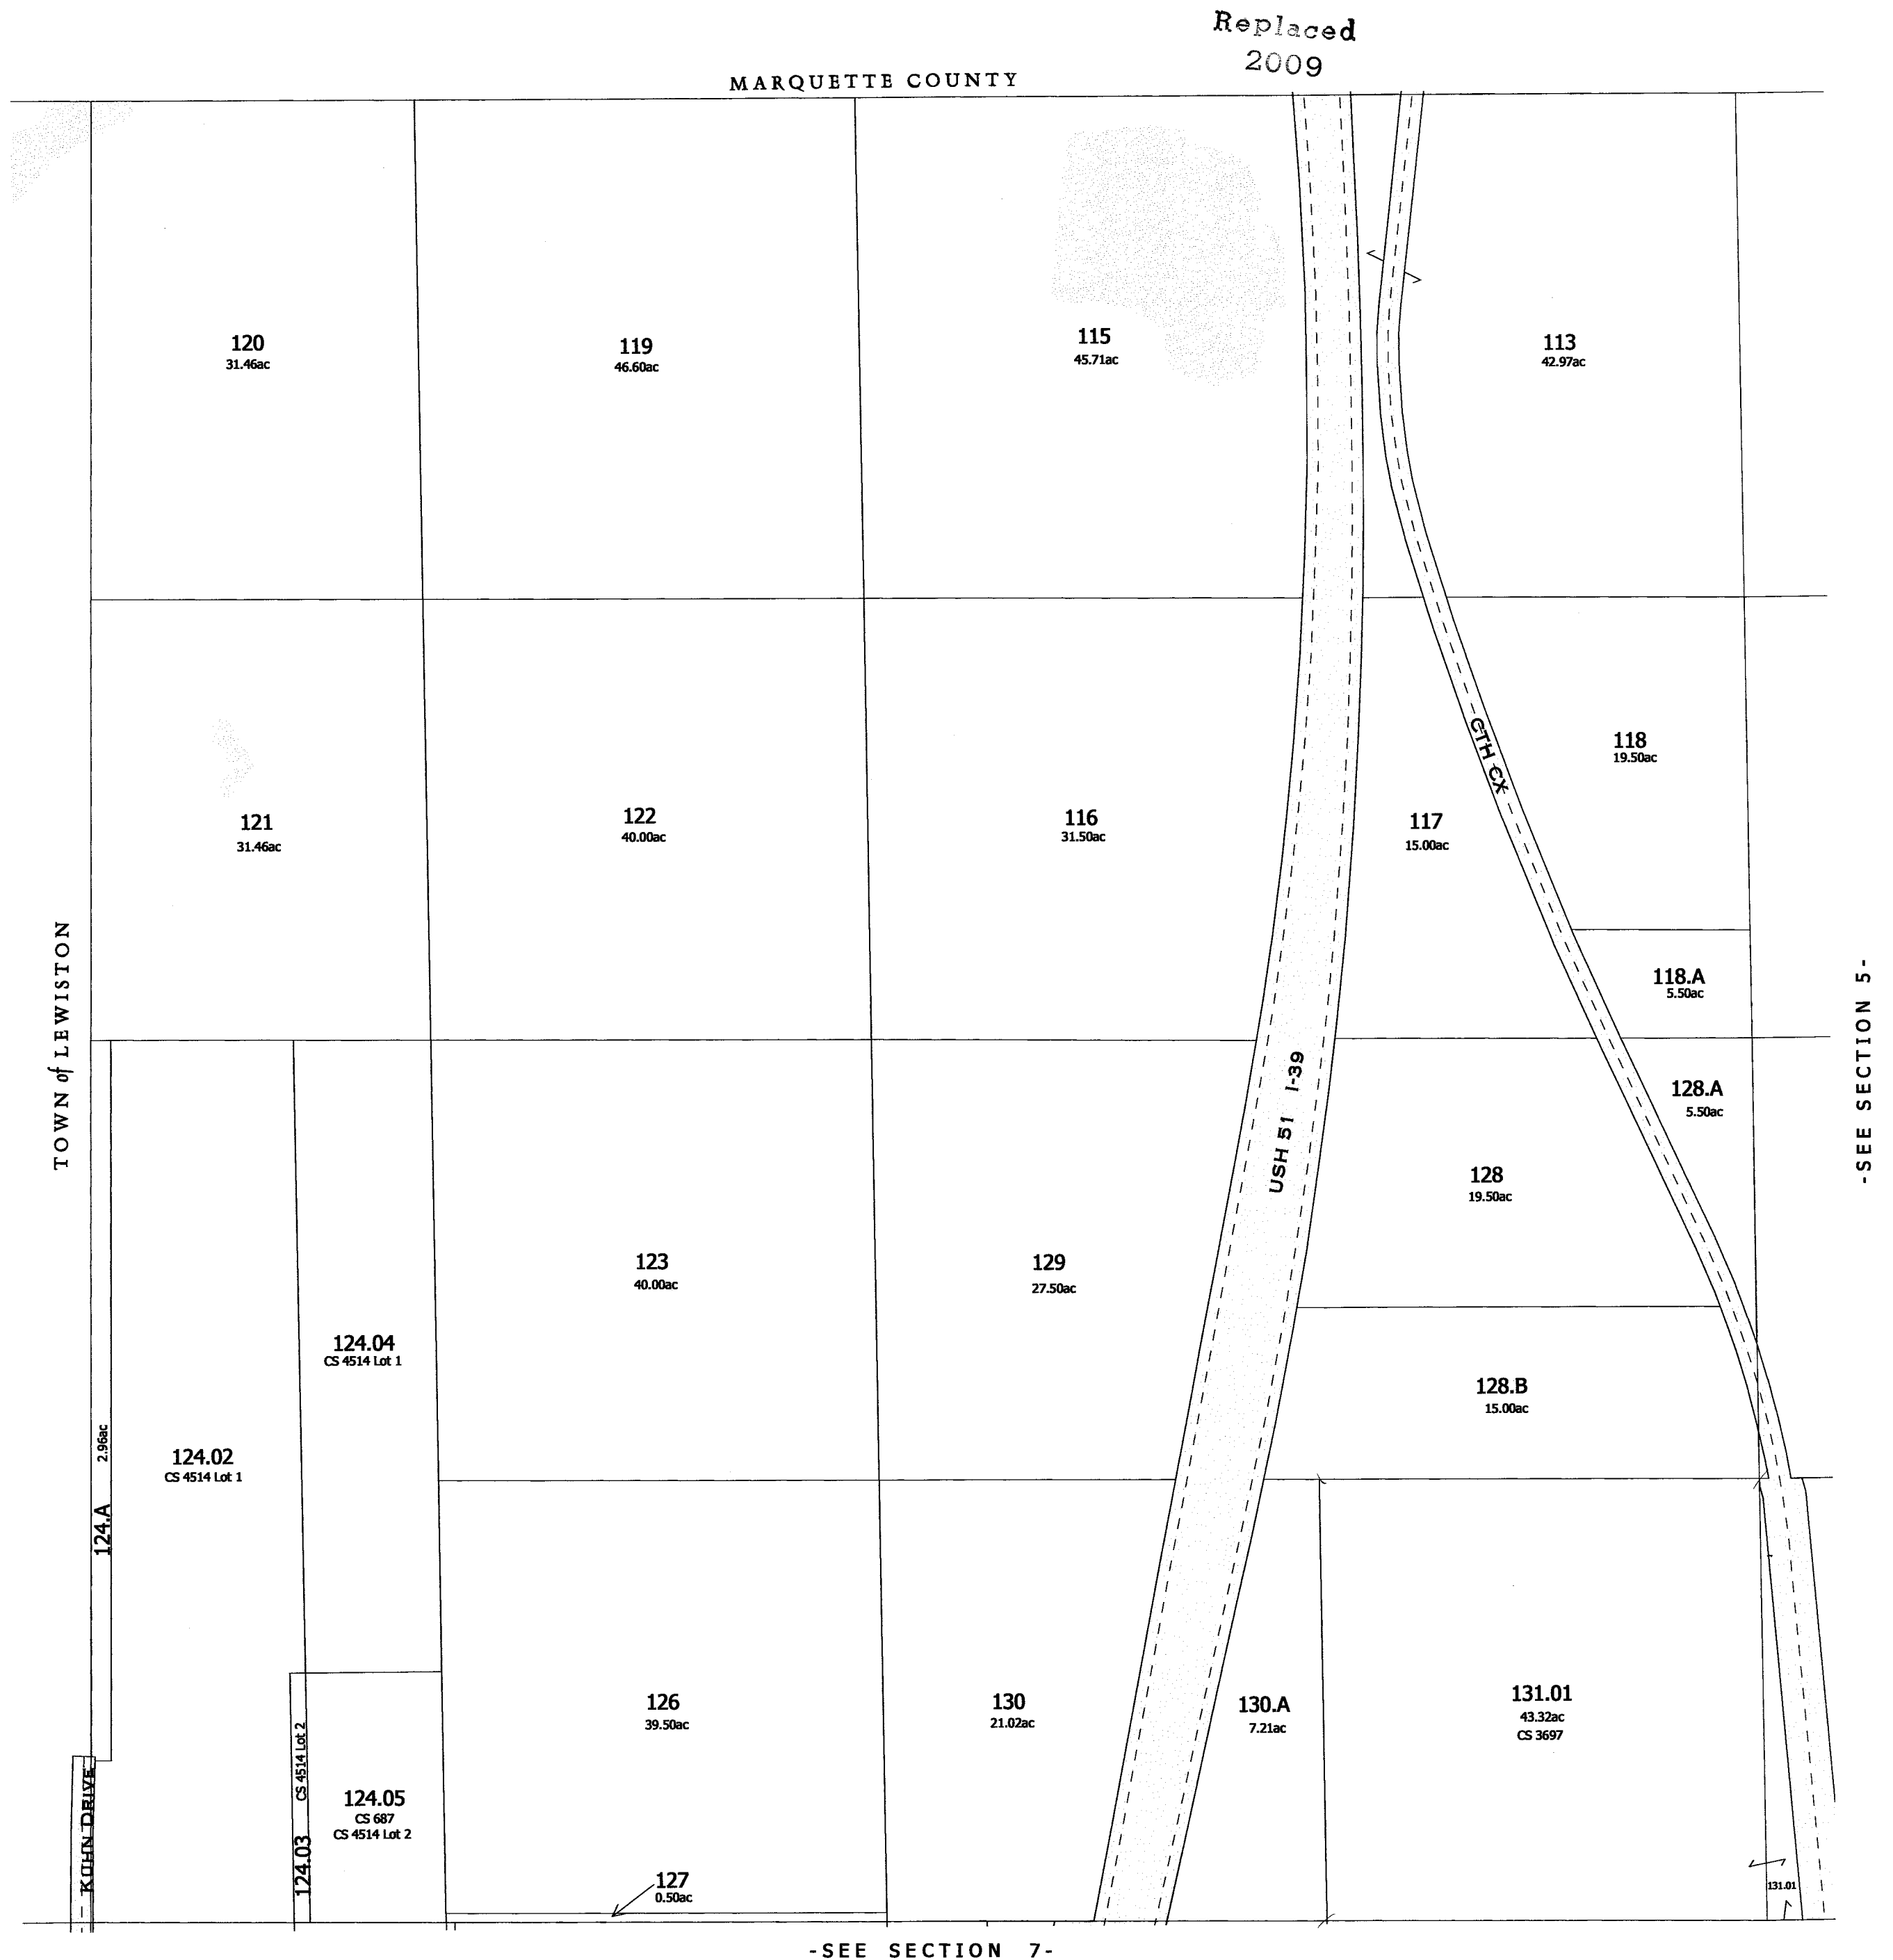 Replaced
2009
MARQUETTE COUNTY
120
31.46ac
119
46.60ac
115
45.71ac
113
42.97ac
121
31.46ac
122
40.00ac
116
31.50ac
117
15.00ac
CTH CX
118
19.50ac
118.A
5.50ac
TOWN of LEWISTON
-SEE SECTION 5-
USH 51 I-39
128.A
5.50ac
128
19.50ac
123
40.00ac
129
27.50ac
124.04
CS 4514 Lot 1
128.B
15.00ac
124.A
2.96ac
124.02
CS 4514 Lot 1
126
39.50ac
130
21.02ac
130.A
7.21ac
131.01
43.32ac
CS 3697
KUHN DRIVE
124.03
CS 4514 Lot 2
124.05
CS 687
CS 4514 Lot 2
127
0.50ac
131.01
-SEE SECTION 7-